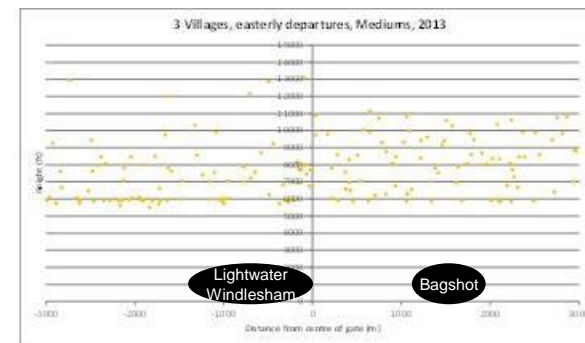 3 Villages, easterly departures, Mediums, 2013
15000
14000
13000
12000
11000
10000
9000
8000
7000
6000
5000
4000
3000
2000
1000
0
Height (ft)
Lightwater
Windlesham
Bagshot
-3000 -2000 -1000 0 1000 2000 3000
Distance from centre of gate (m)